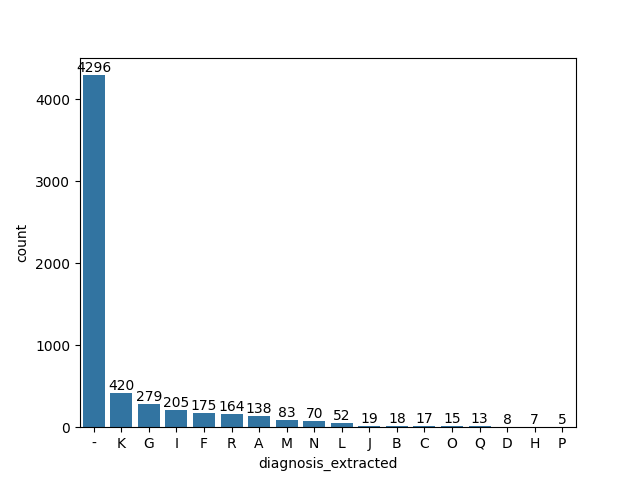 4296
4000
3000
2000
1000
0
count
420 279 205 175 164 138 83 70 52 19 18 17 15 13 8 7 5
- K G I F R A M N L J B C O Q D H P
diagnosis_extracted